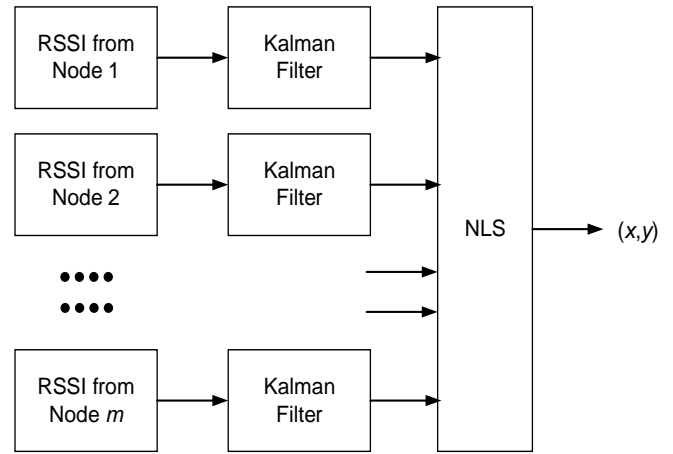 RSSI from
Node 1
Kalman
Filter
RSSI from
Node 2
Kalman
Filter
NLS
(x,y)
RSSI from
Node m
Kalman
Filter